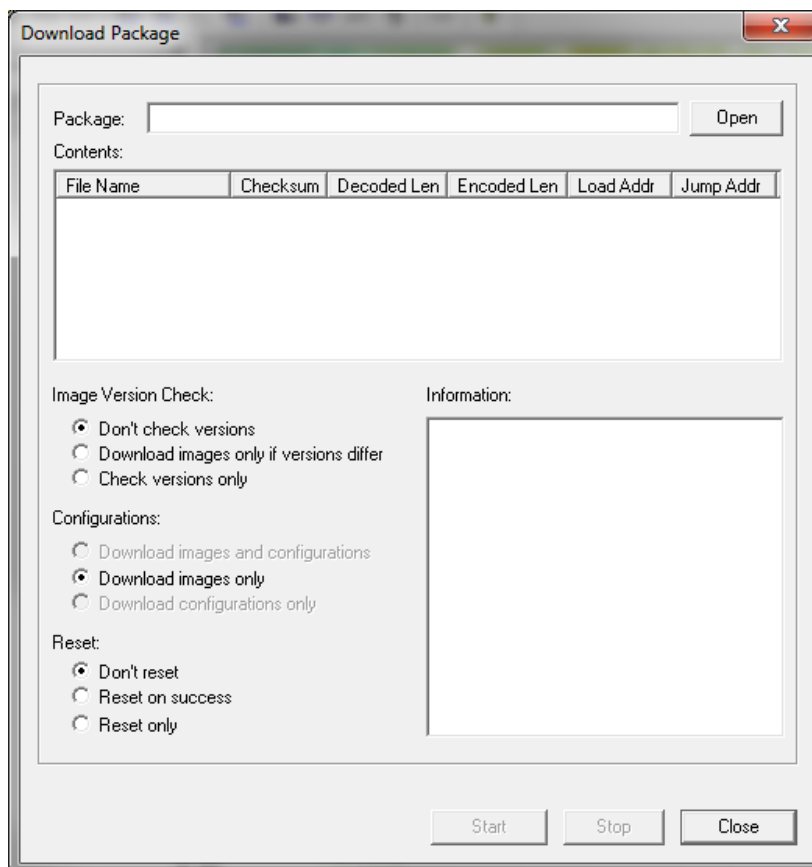 Download Package
Package:
Open
Contents:
File Name Checksum Decoded Len Encoded Len Load Addr Jump Addr
Image Version Check:
Information:
Don't check versions
Download images only if versions differ
Check versions only
Configurations:
Download images and configurations
Download images only
Download configurations only
Reset:
Don't reset
Reset on success
Reset only
Start Stop Close